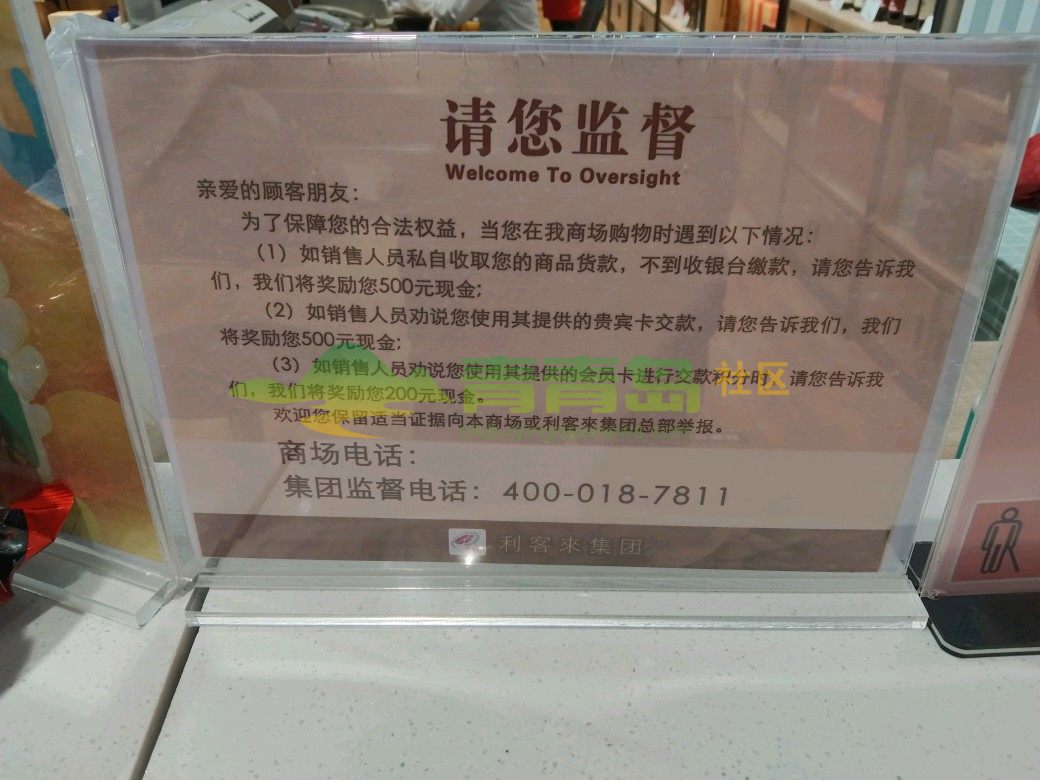 请您监督
Welcome To Oversight
亲爱的顾客朋友：
为了保障您的合法权益，当您在我商场购物时遇到以下情况：
（1）如销售人员私自收取您的商品货款，不到收银台缴款，请您告诉我
们，我们将奖励您500元现金；
（2）如销售人员劝说您使用其提供的贵宾卡交款，请您告诉我们，我们
将奖励您500元现金；
（3）如销售人员劝说您使用其提供的会员卡进行交款积分时，请您告诉我
们，我们将奖励您200元现金。
青青岛社区
欢迎您保留适当证据向本商场或利客來集团总部举报。
商场电话：
集团监督电话：400-018-7811
利客來集团